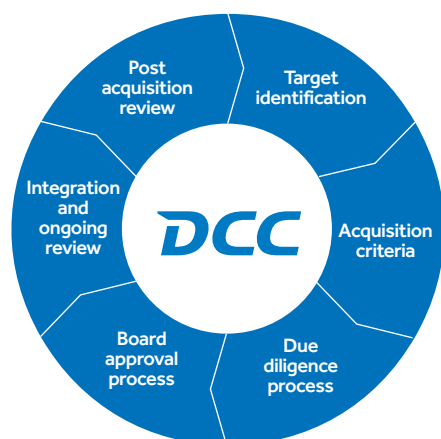 Target
identification
Acquisition
criteria
Due
diligence
process
Board
approval
process
Integration
and
ongoing
review
Post
acquisition
review
DCC